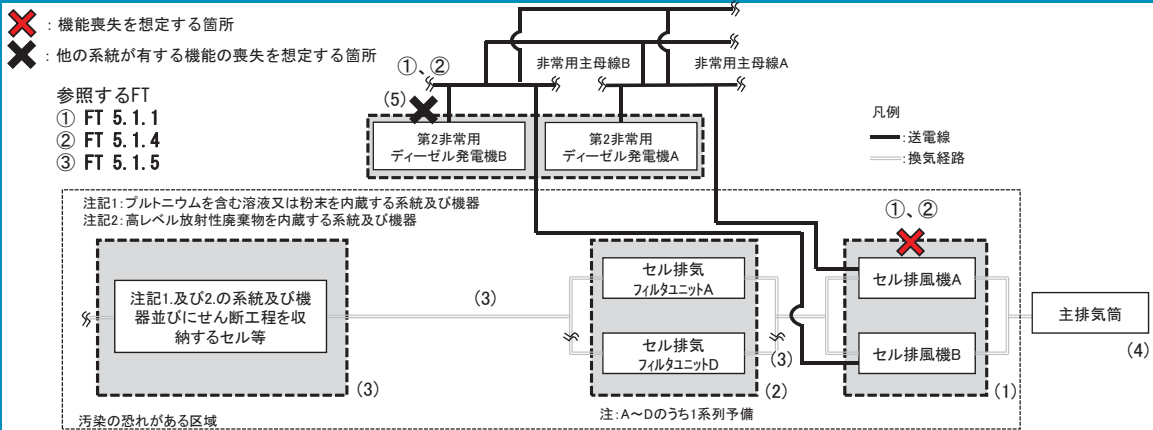 ：機能喪失を想定する箇所
：他の系統が有する機能の喪失を想定する箇所
参照するFT
① FT 5.1.1
② FT 5.1.4
③ FT 5.1.5
①、②
非常用主母線B
非常用主母線A
(5)
第2非常用
ディーゼル発電機B
第2非常用
ディーゼル発電機A
凡例
：送電線
：換気経路
注記1：プルトニウムを含む溶液又は粉末を内蔵する系統及び機器
注記2：高レベル放射性廃棄物を内蔵する系統及び機器
注記1.及び2.の系統及び機
器並びにせん断工程を収
納するセル等
(3)
(3)
セル排気
フィルタユニットA
セル排気
フィルタユニットD
(3)
(2)
注：A～Dのうち1系列予備
①、②
セル排風機A
セル排風機B
(1)
主排気筒
(4)
汚染の恐れがある区域